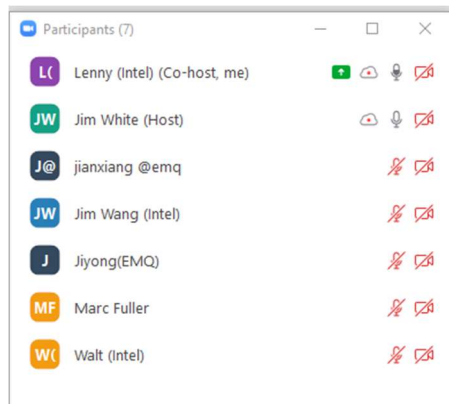 Participants (7)
L( Lenny (Intel) (Co-host, me)
JW Jim White (Host)
J@ jianxiang @emq
JW Jim Wang (Intel)
J Jiyong(EMQ)
MF Marc Fuller
W( Walt (Intel)